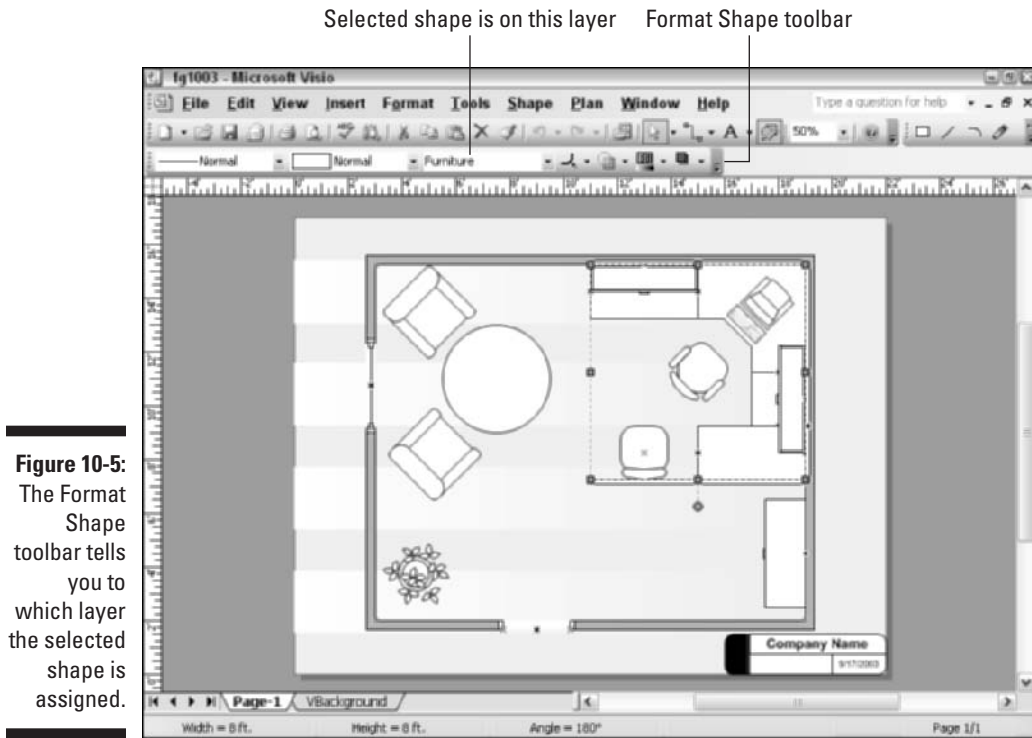 Selected shape is on this layer Format Shape toolbar
fg1003 - Microsoft Visio
File Edit View Insert Format Tools Shape Plan Window Help Type a question for help
50%
Normal Normal Furniture
Figure 10-5:
The Format
Shape
toolbar tells
you to
which layer
the selected
shape is
assigned.
Company Name
9/17/2003
Page-1 VBackground
Width = 8 ft. Height = 8 ft. Angle = 180° Page 1/1